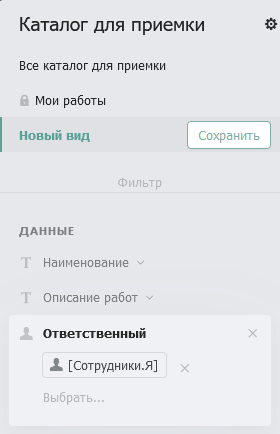 Каталог для приемки
Все каталог для приемки
Мои работы
Новый вид
Сохранить
Фильтр
ДАННЫЕ
Наименование
Описание работ
Ответственный
[Сотрудники.Я]
Выбрать...